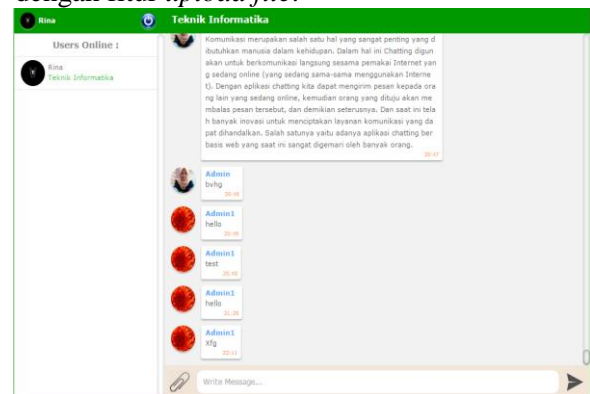 dengan fitur upload file.
Rina
Teknik Informatika
Users Online :
Rina
Teknik Informatika
Komunikasi merupakan salah satu hal yang sangat penting yang d
ibutuhkan manusia dalam kehidupan. Dalam hal ini Chatting digun
akan untuk berkomunikasi langsung sesama pemakai Internet yan
g sedang online (yang sedang sama-sama menggunakan Interne
t). Dengan aplikasi chatting kita dapat mengirim pesan kepada ora
ng lain yang sedang online, kemudian orang yang dituju akan me
mbalas pesan tersebut, dan demikian seterusnya. Dan saat ini tela
h banyak inovasi untuk menciptakan layanan komunikasi yang da
pat dihandalkan. Salah satunya yaitu adanya aplikasi chatting ber
basis web yang saat ini sangat digemari oleh banyak orang.
Admin
bvhg
Admin1
hello
Admin1
test
Admin1
hello
21:26
Admin1
Xfg
22:11
Write Message...